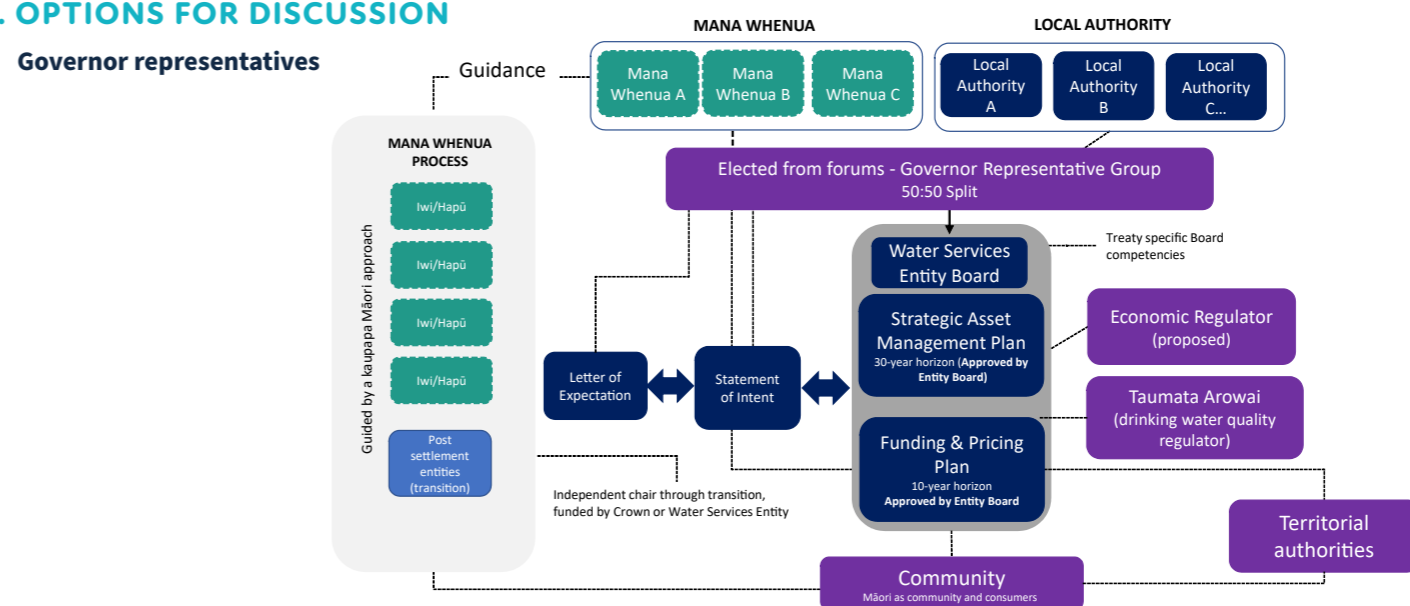 . OPTIONS FOR DISCUSSION
Governor representatives
MANA WHENUA
LOCAL AUTHORITY
Guidance
Mana
Whenua A
Mana
Whenua B
Mana
Whenua C
Local
Authority
A
Local
Authority
B
Local
Authority
C...
MANA WHENUA
PROCESS
Iwi/Hapū
Iwi/Hapū
Iwi/Hapū
Iwi/Hapū
Post
settlement
entities
(transition)
Guided by a kaupapa Māori approach
Elected from forums - Governor Representative Group
50:50 Split
Water Services
Entity Board
Treaty specific Board
competencies
Strategic Asset
Management Plan
30-year horizon (Approved by
Entity Board)
Economic Regulator
(proposed)
Letter of
Expectation
Statement
of Intent
Taumata Arowai
(drinking water quality
regulator)
Funding & Pricing
Plan
10-year horizon
Approved by Entity Board
Independent chair through transition,
funded by Crown or Water Services Entity
Territorial
authorities
Community
Māori as community and consumers